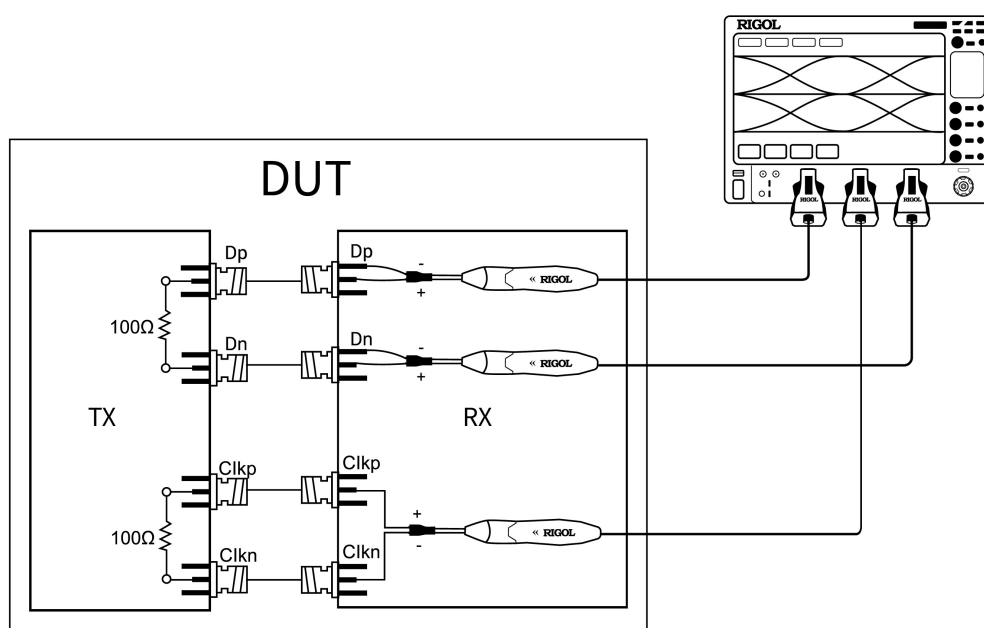 RIGOL
DUT
RIGOL RIGOL RIGOL
Dp Dp
-
« RIGOL
+
100Ω
Dn Dn
-
« RIGOL
+
TX RX
Clkp Clkp
+
« RIGOL
100Ω
-
Clkn Clkn